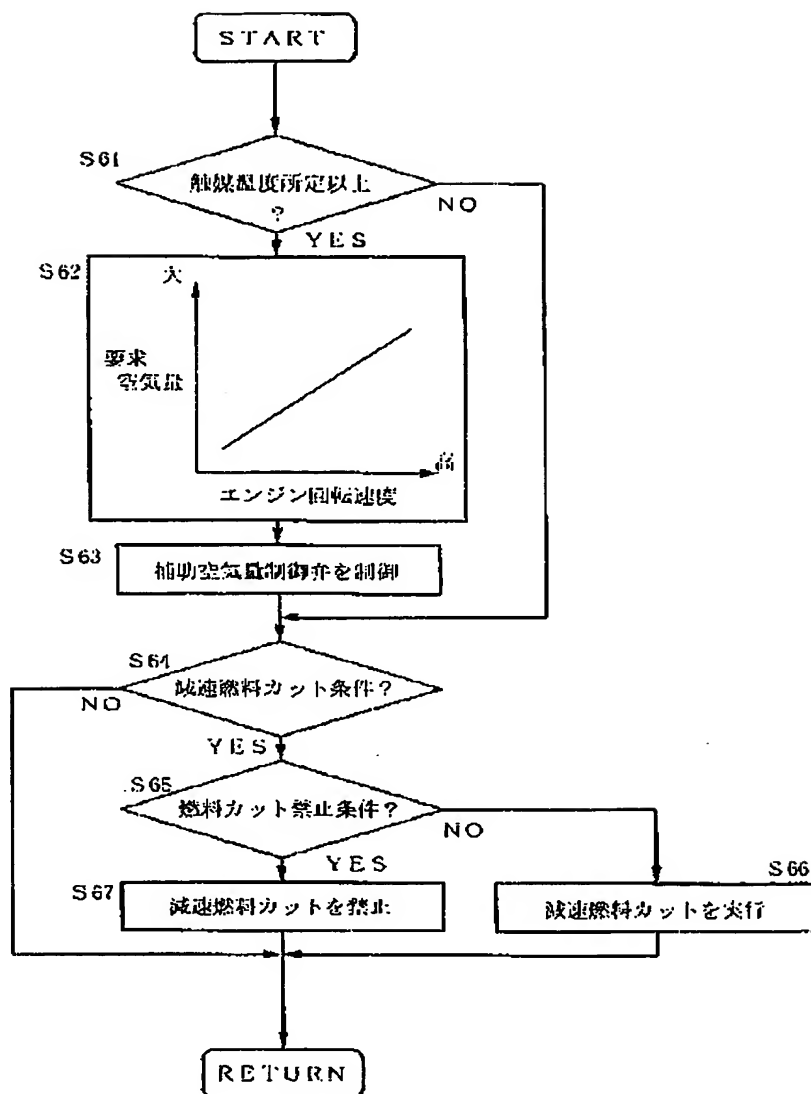 START
S61
触媒温度所定以上
?
NO
YES
S62
大
要求
空気量
高
エンジン回転速度
S63
補助空気量制御弁を制御
S64
減速燃料カット条件?
NO
YES
S65
燃料カット禁止条件?
NO
YES
S66
S67
減速燃料カットを禁止
減速燃料カットを実行
RETURN